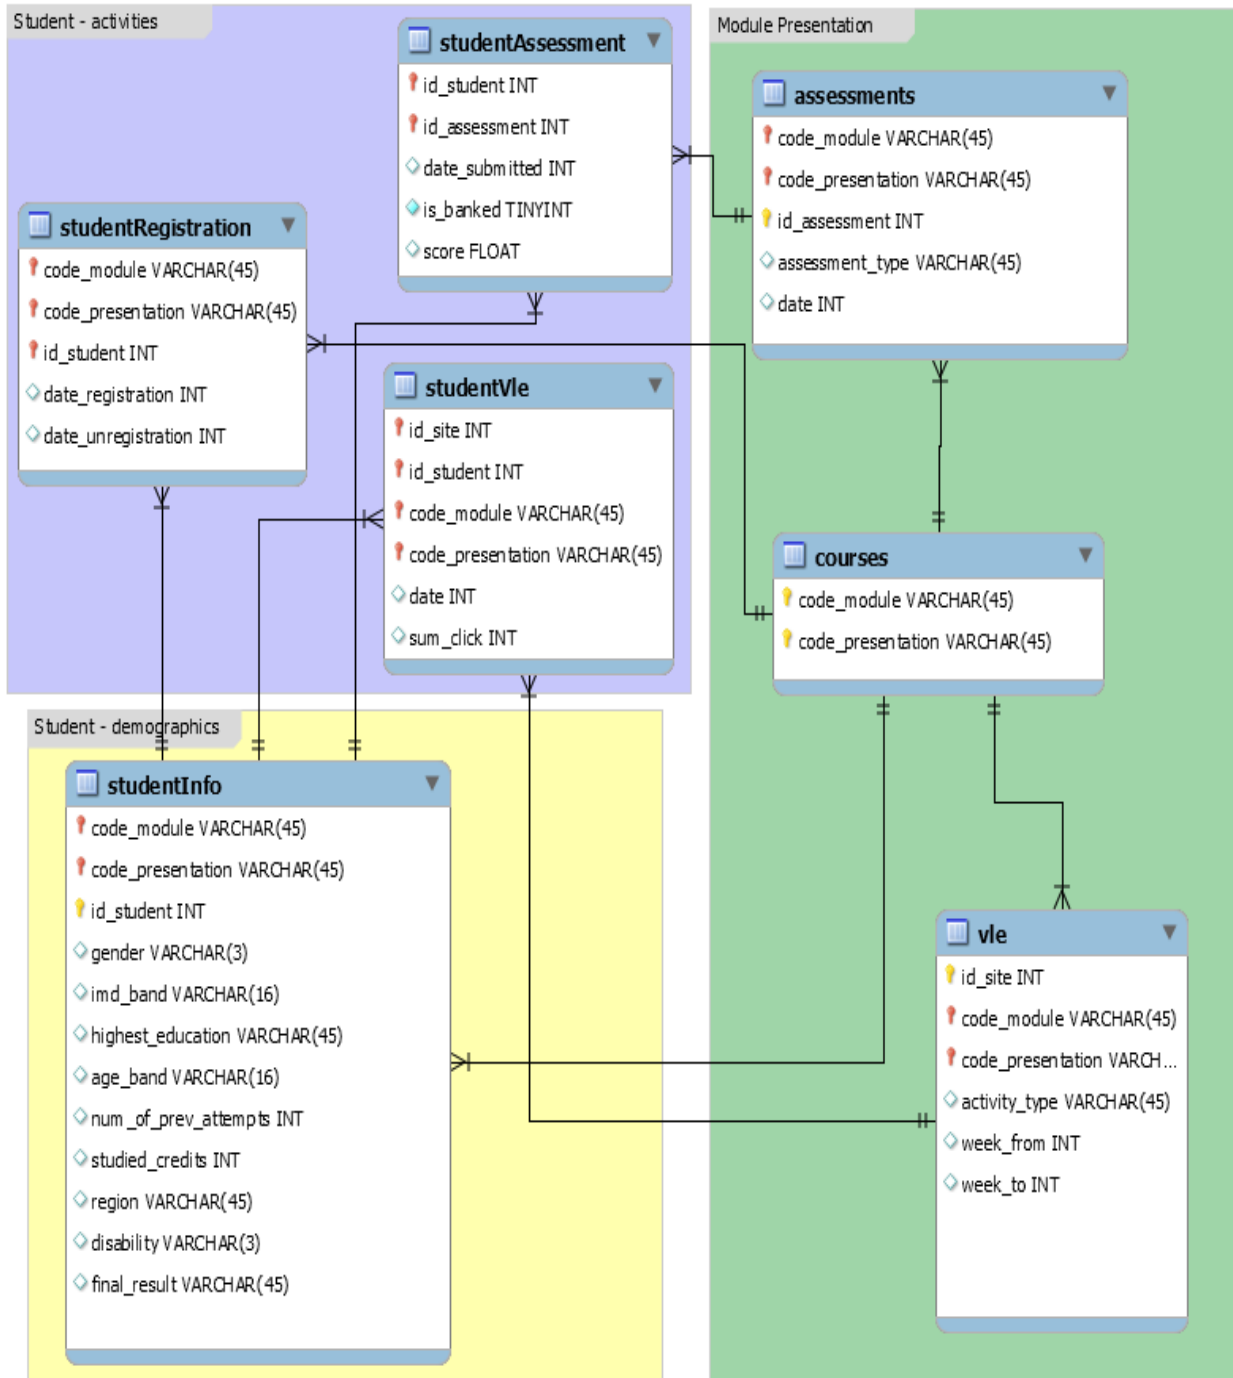 Student - activities
studentAssessment
id_student INT
id_assessment INT
date_submitted INT
is_banked TINYINT
score FLOAT
studentRegistration
code_module VARCHAR(45)
code_presentation VARCHAR(45)
id_student INT
date_registration INT
date_unregistration INT
studentVle
id_site INT
id_student INT
code_module VARCHAR(45)
code_presentation VARCHAR(45)
date INT
sum_click INT
Student - demographics
studentInfo
code_module VARCHAR(45)
code_presentation VARCHAR(45)
id_student INT
gender VARCHAR(3)
imd_band VARCHAR(16)
highest_education VARCHAR(45)
age_band VARCHAR(16)
num_of_prev_attempts INT
studied_credits INT
region VARCHAR(45)
disability VARCHAR(3)
final_result VARCHAR(45)
Module Presentation
assessments
code_module VARCHAR(45)
code_presentation VARCHAR(45)
id_assessment INT
assessment_type VARCHAR(45)
date INT
courses
code_module VARCHAR(45)
code_presentation VARCHAR(45)
vle
id_site INT
code_module VARCHAR(45)
code_presentation VARCH...
activity_type VARCHAR(45)
week_from INT
week_to INT